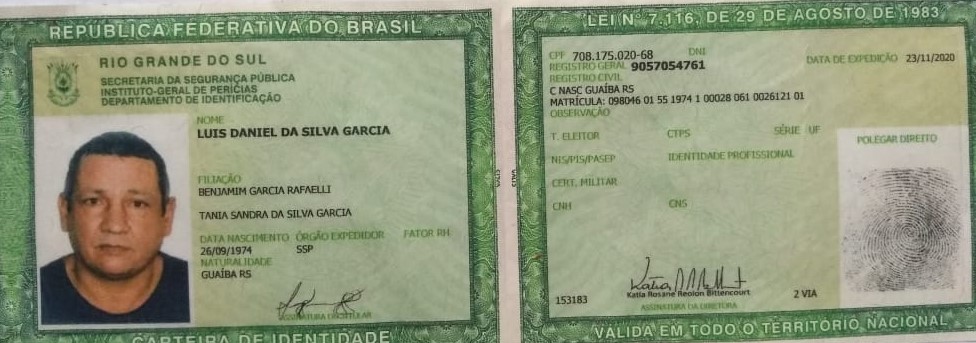 REPÚBLICA FEDERATIVA DO BRASIL
RIO GRANDE DO SUL
SECRETARIA DA SEGURANÇA PÚBLICA
INSTITUTO-GERAL DE PERÍCIAS
DEPARTAMENTO DE IDENTIFICAÇÃO
NOME
LUIS DANIEL DA SILVA GARCIA
FILIAÇÃO
BENJAMIM GARCIA RAFAELLI
TANIA SANDRA DA SILVA GARCIA
DATA NASCIMENTO ÓRGÃO EXPEDIDOR FATOR RH
26/09/1974 SSP
NATURALIDADE
GUAÍBA RS
ASSINATURA DO TITULAR
CARTEIRA DE IDENTIDADE
LEI Nº 7.116, DE 29 DE AGOSTO DE 1983
CPF 708.175.020-68 DNI
REGISTRO GERAL 9057054761 DATA DE EXPEDIÇÃO 23/11/2020
REGISTRO CIVIL
C NASC GUAÍBA RS
MATRÍCULA: 098046 01 55 1974 1 00028 061 0026121 01
OBSERVAÇÃO
T. ELEITOR CTPS SÉRIE UF
POLEGAR DIREITO
NIS/PIS/PASEP IDENTIDADE PROFISSIONAL
CERT. MILITAR
CNH CNS
Katia Rosane Reolon Bittencourt
153183 2 VIA
ASSINATURA DA DIRETORA
VÁLIDA EM TODO O TERRITÓRIO NACIONAL